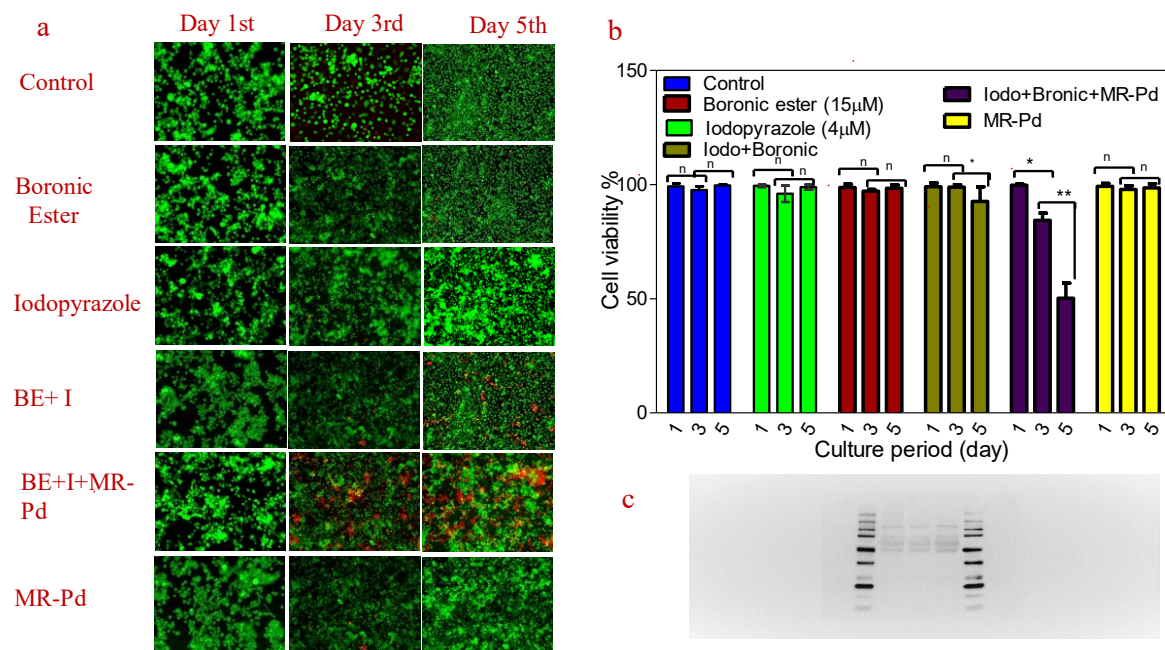 a
Day 1st Day 3rd Day 5th
Control
Boronic
Ester
Iodopyrazole
BE+ I
BE+I+MR-
Pd
MR-Pd
b
150
100
50
0
Cell viability %
Control
Boronic ester (15μM)
Iodopyrazole (4μM)
Iodo+Boronic
Iodo+Bronic+MR-Pd
MR-Pd
n n n n n n n * * ** n n
1 3 5 1 3 5 1 3 5 1 3 5 1 3 5 1 3 5
Culture period (day)
c